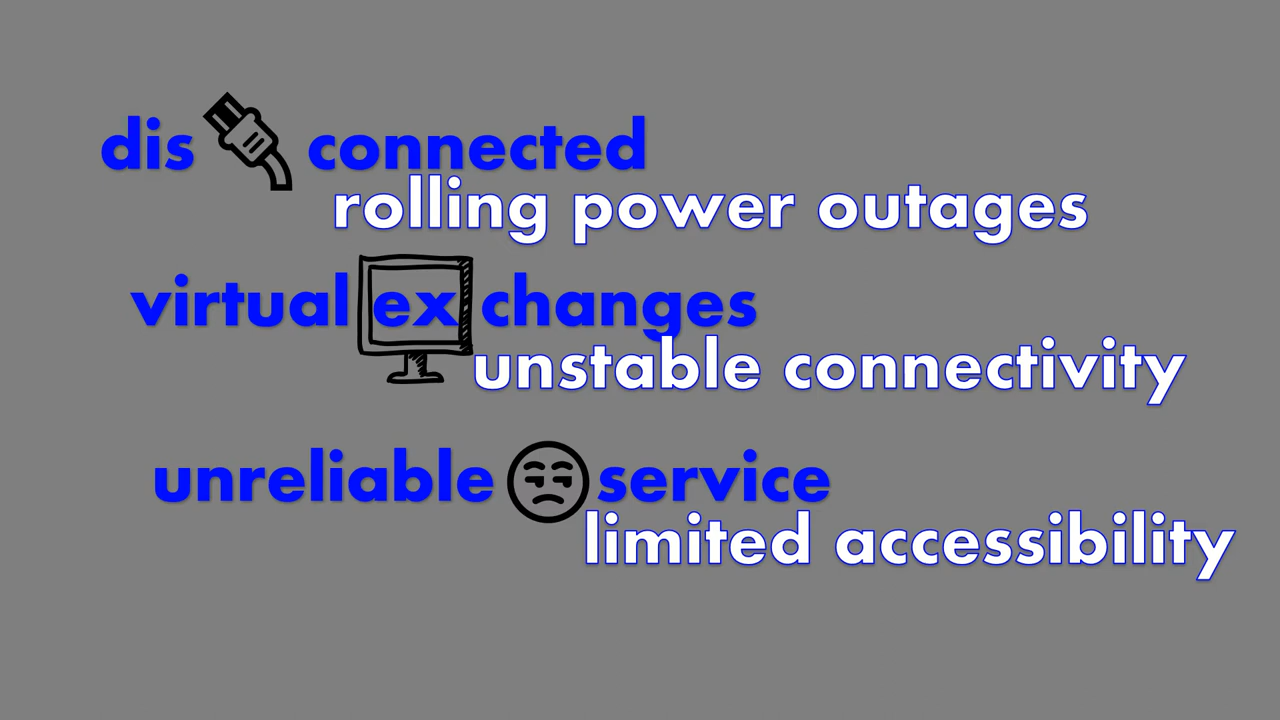 dis connected
rolling power outages
virtual ex changes
unstable connectivity
unreliable service
limited accessibility